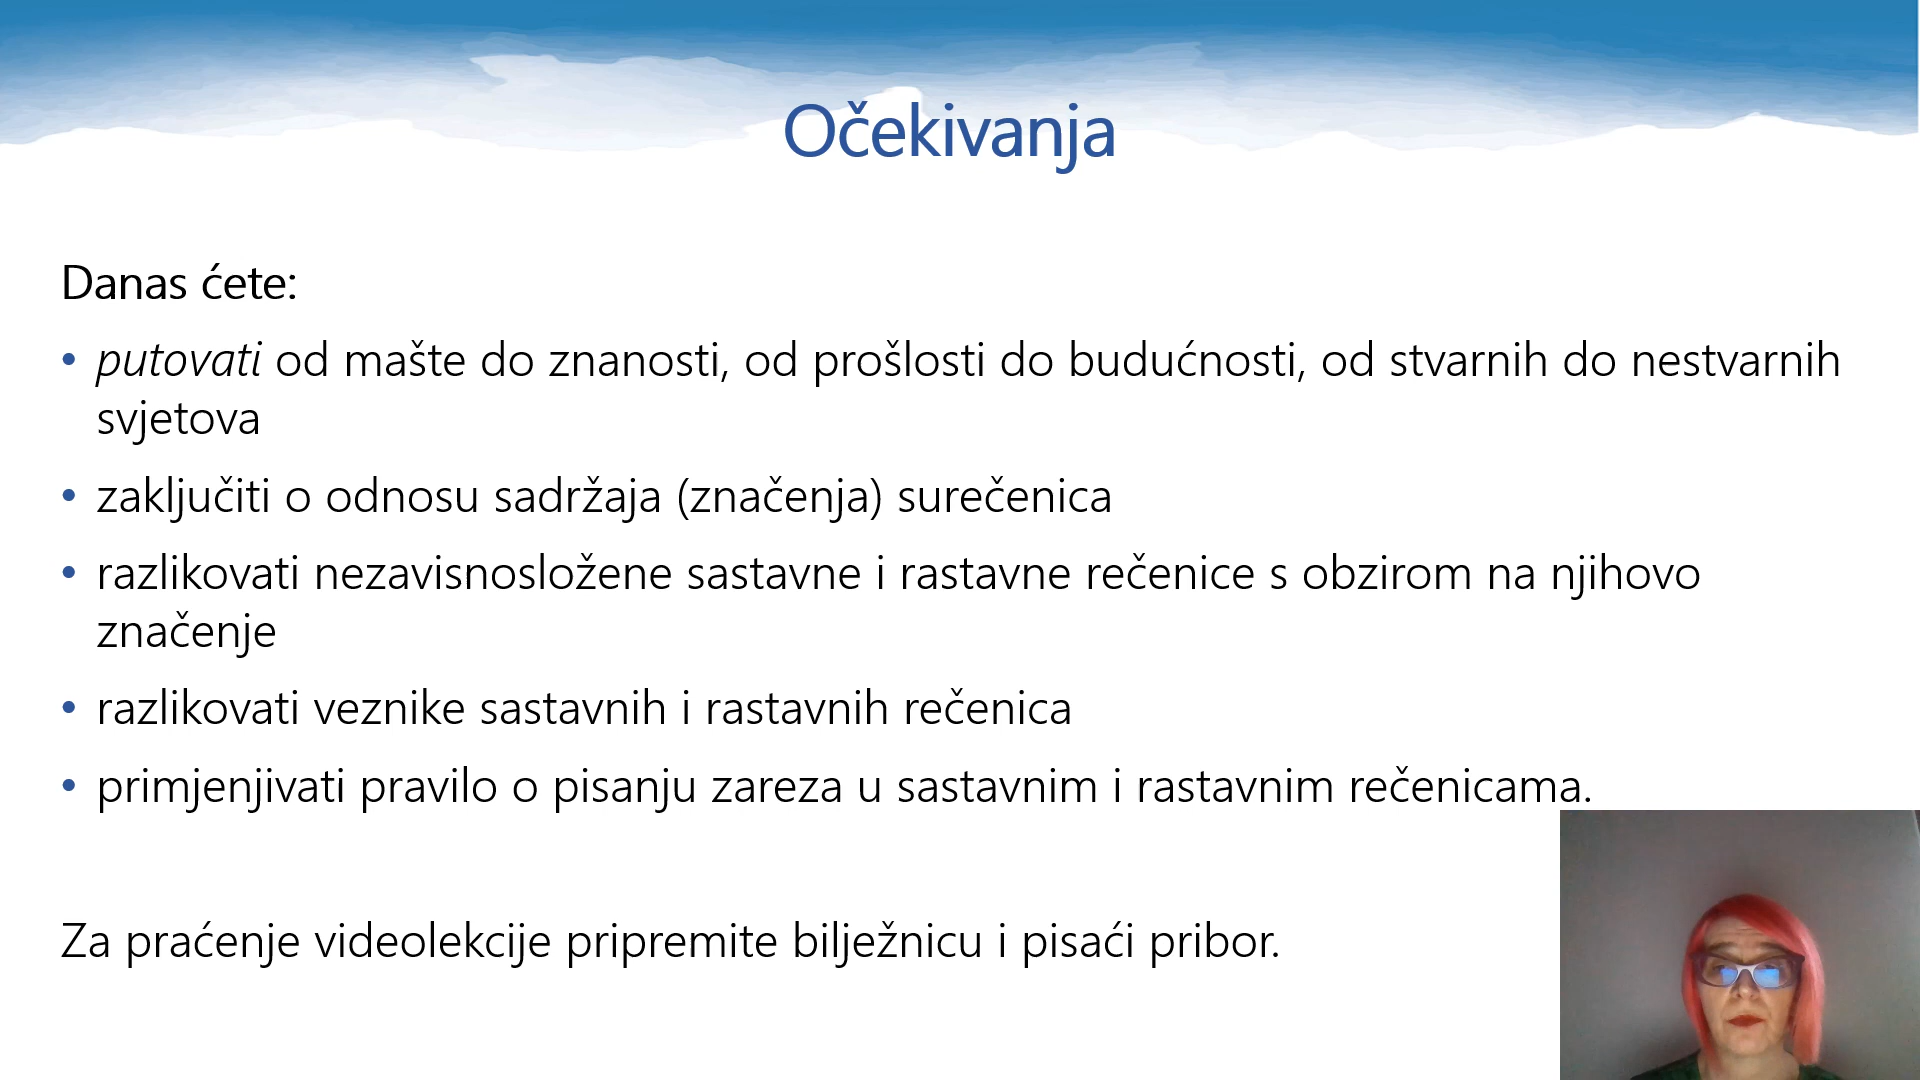 Očekivanja
Danas ćete:
• putovati od mašte do znanosti, od prošlosti do budućnosti, od stvarnih do nestvarnih
svjetova
• zaključiti o odnosu sadržaja (značenja) surečenica
• razlikovati nezavisnosložene sastavne i rastavne rečenice s obzirom na njihovo
značenje
• razlikovati veznike sastavnih i rastavnih rečenica
• primjenjivati pravilo o pisanju zareza u sastavnim i rastavnim rečenicama.
Za praćenje videolekcije pripremite bilježnicu i pisaći pribor.